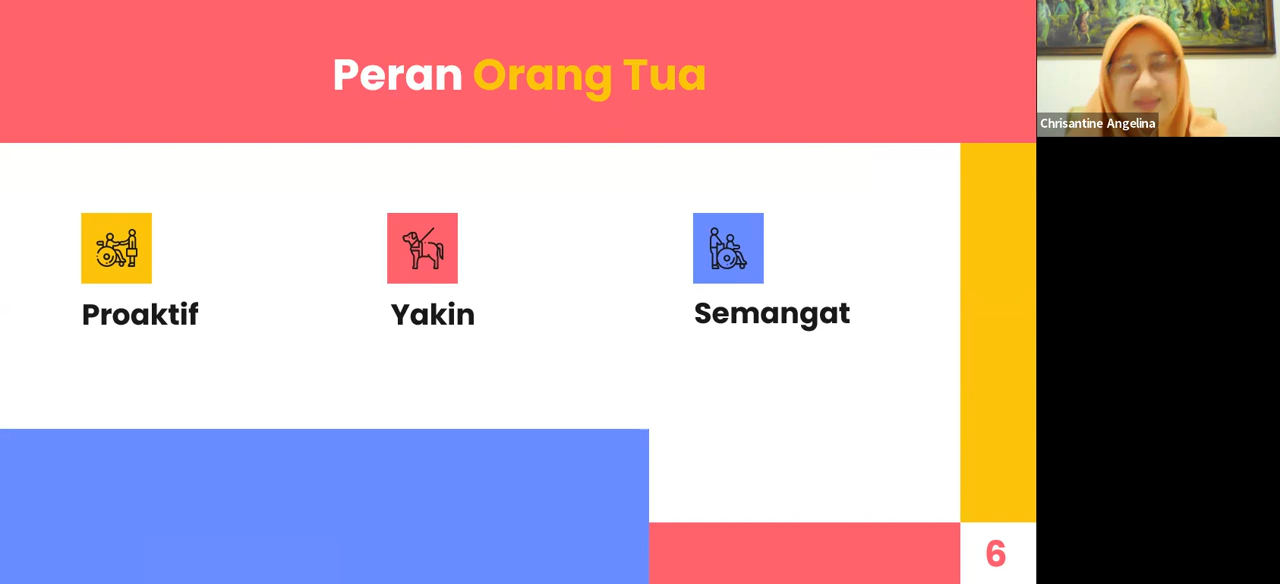 Peran Orang Tua
Chrisantine Angelina
Proaktif
Yakin
Semangat
6